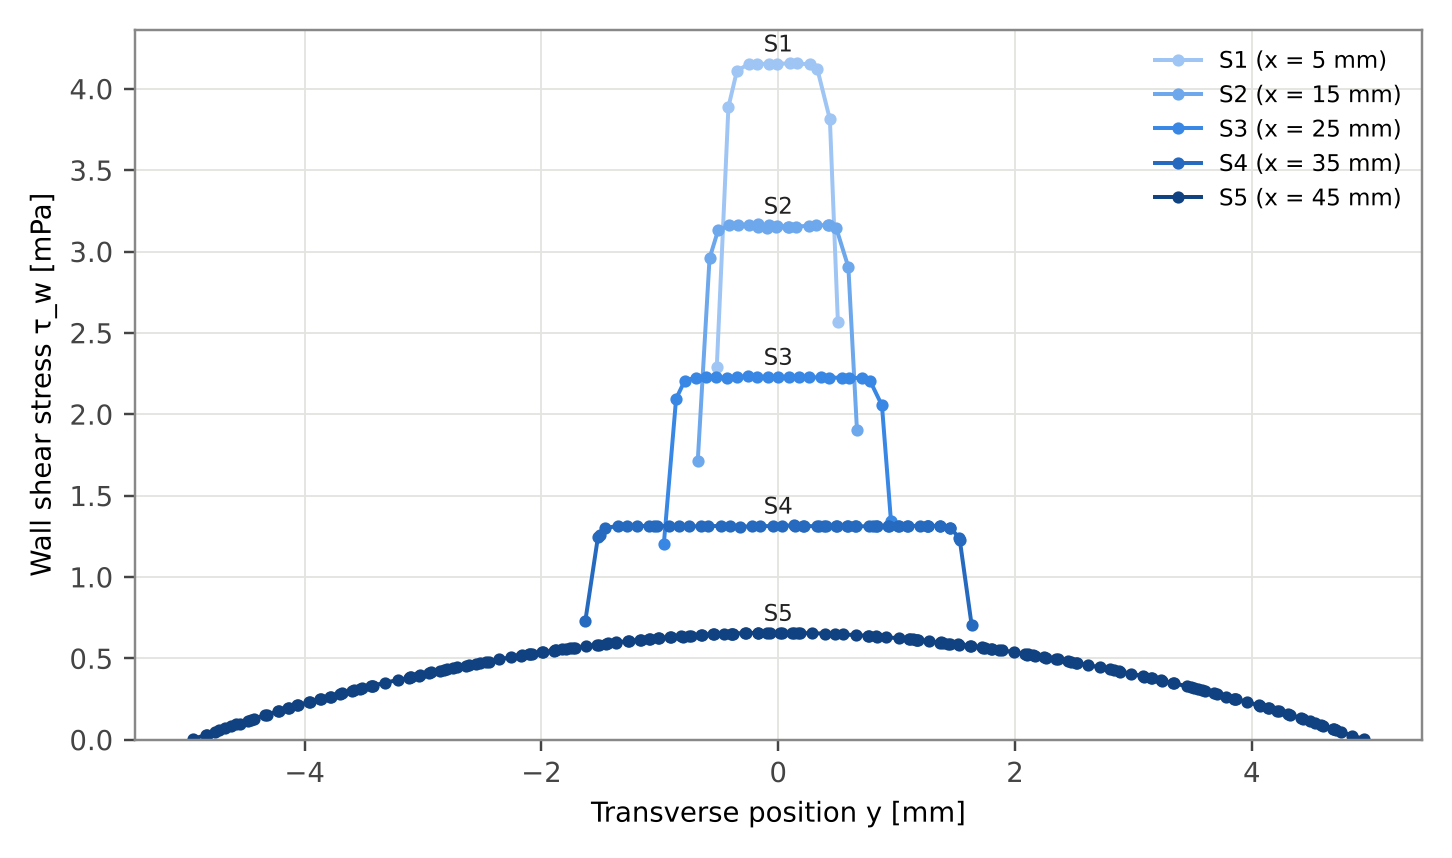 S1
S2
S3
S4
S5
S1 (x = 5 mm)
S2 (x = 15 mm)
S3 (x = 25 mm)
S4 (x = 35 mm)
S5 (x = 45 mm)
Wall shear stress τ_w [mPa]
4.0
3.5
3.0
2.5
2.0
1.5
1.0
0.5
0.0
−4
−2
0
2
4
Transverse position y [mm]